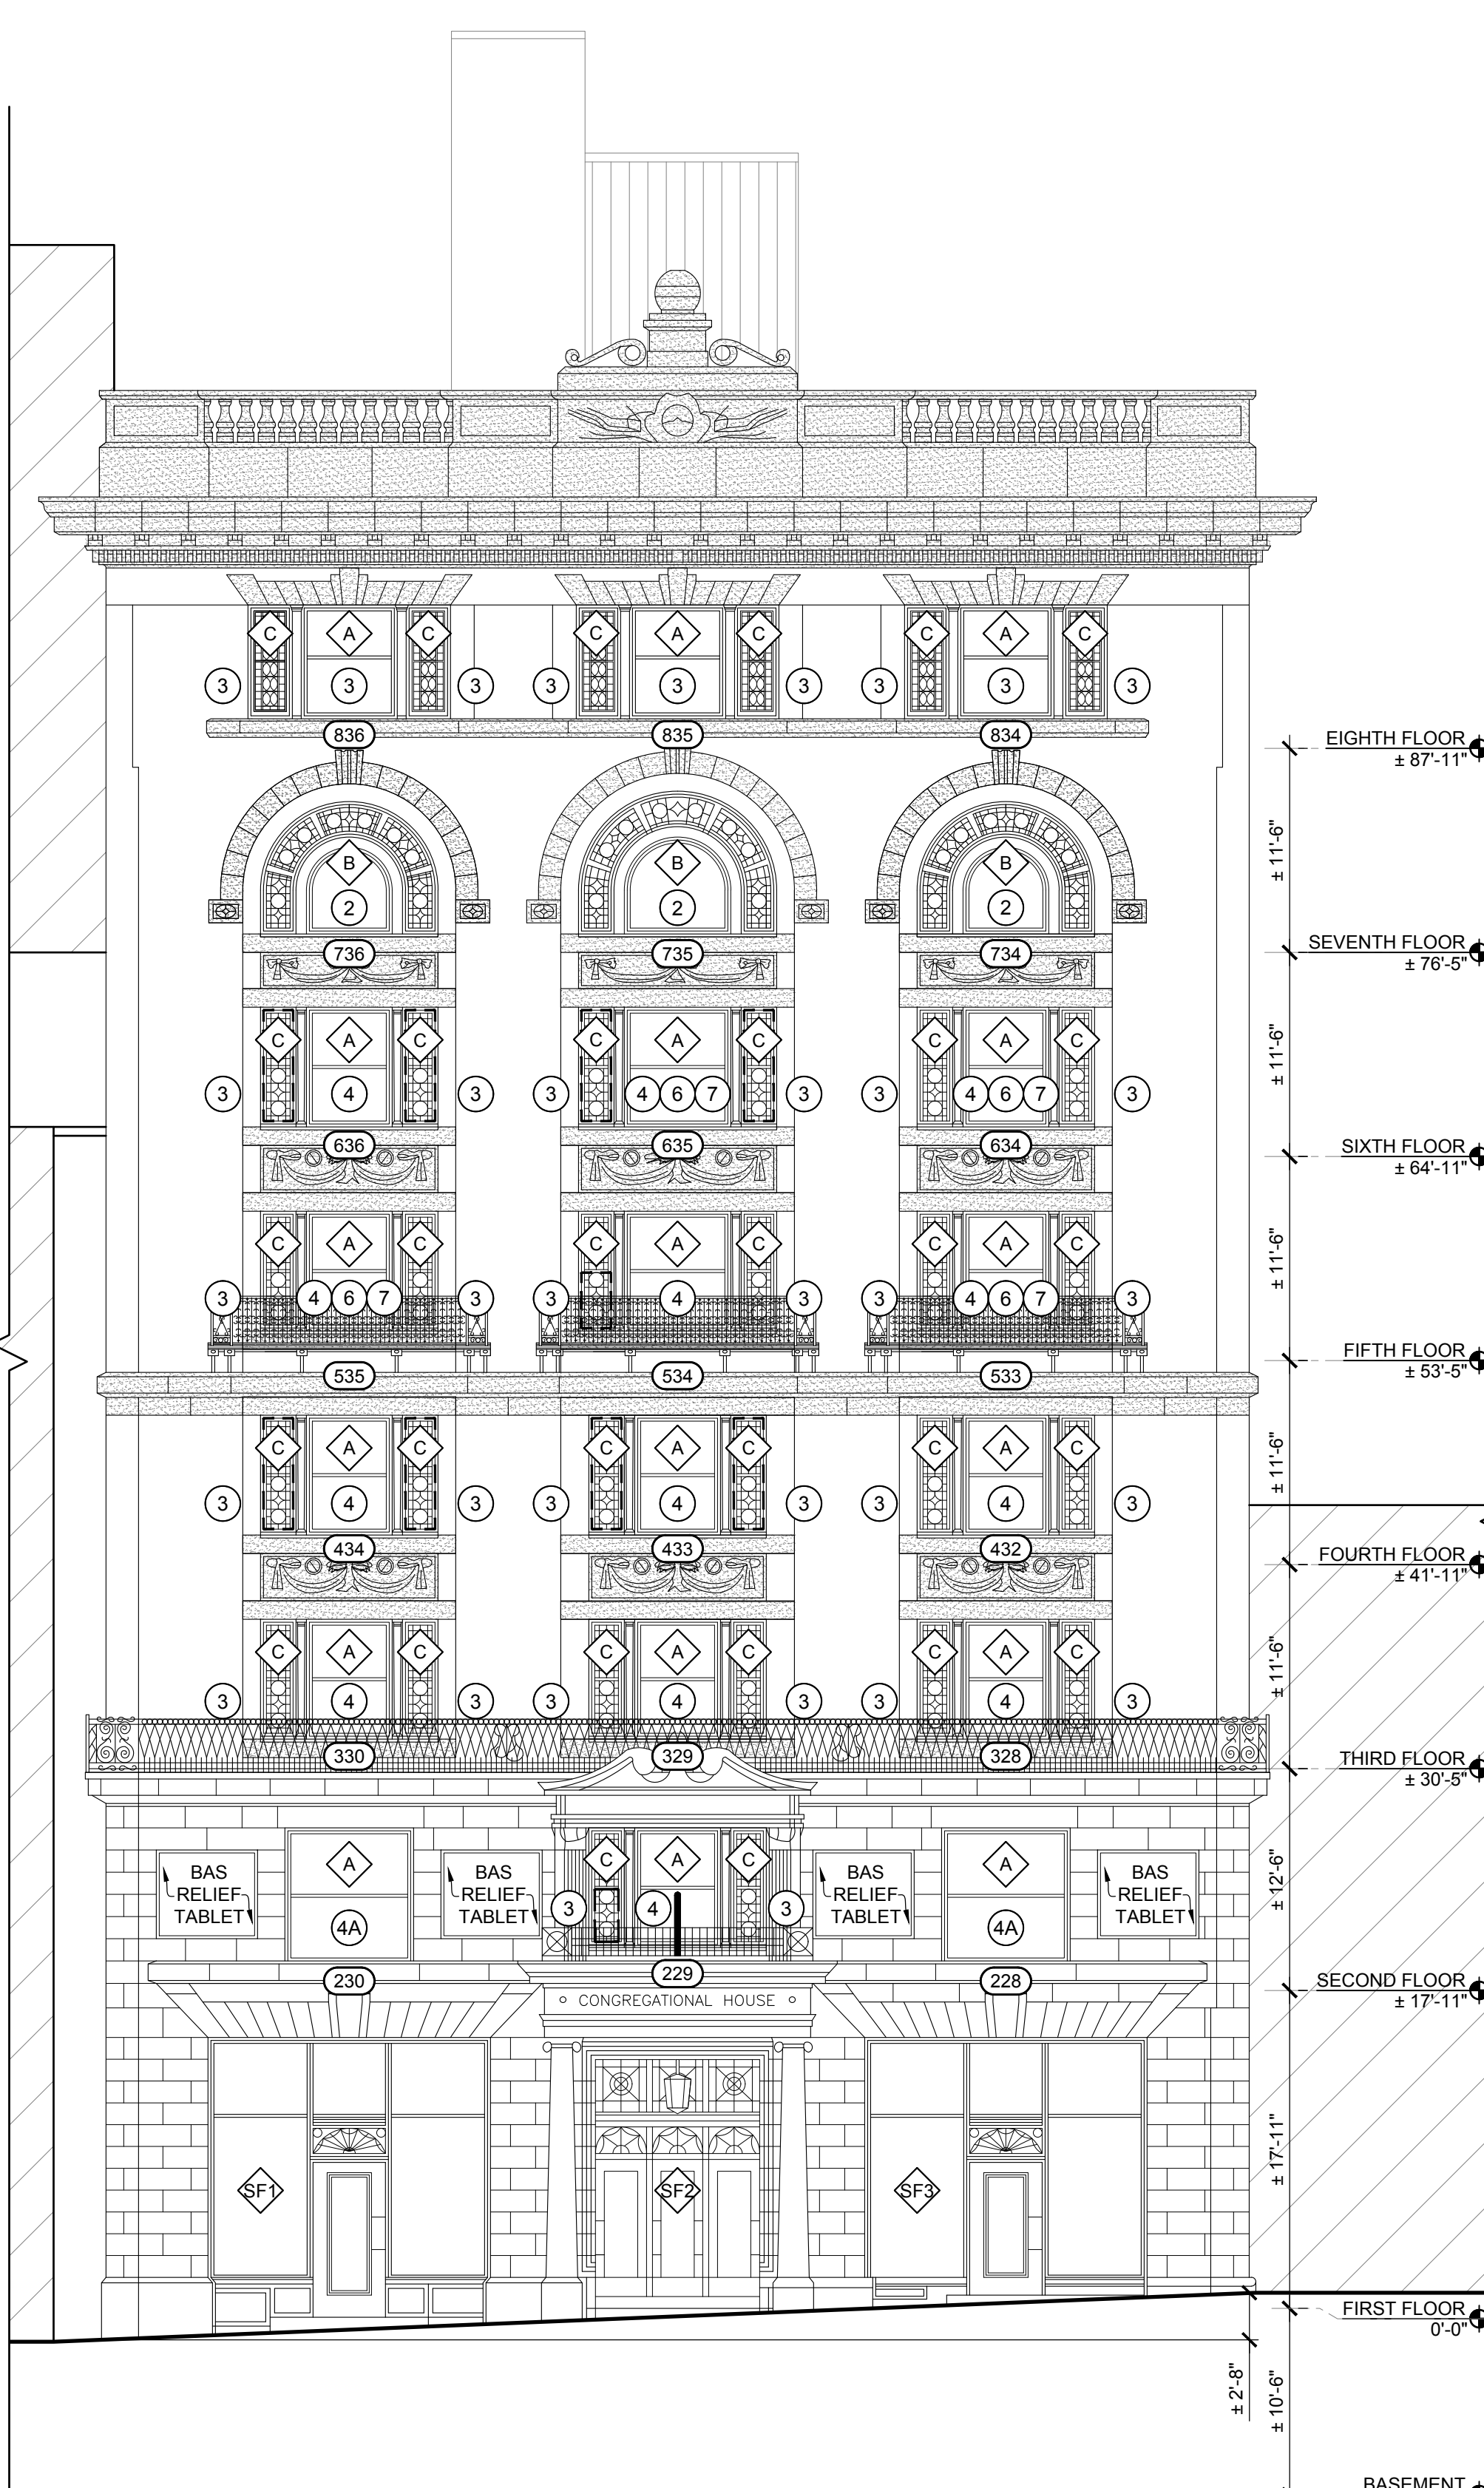 C A C C A C C A C
3 3 3 3 3 3 3 3 3
836 835 834
EIGHTH FLOOR
± 87'-11"
± 11'-6"
B B B
2 2 2
736 735 734
SEVENTH FLOOR
± 76'-5"
± 11'-6"
C A C C A C C A C
3 4 3 3 4 6 7 3 3 4 6 7 3
636 635 634
SIXTH FLOOR
± 64'-11"
± 11'-6"
C A C C A C C A C
3 4 6 7 3 3 4 3 3 4 6 7 3
535 534 533
FIFTH FLOOR
± 53'-5"
± 11'-6"
C A C C A C C A C
3 4 3 3 4 3 3 4 3
434 433 432
FOURTH FLOOR
± 41'-11"
± 11'-6"
C A C C A C C A C
3 4 3 3 4 3 3 4 3
330 329 328
THIRD FLOOR
± 30'-5"
± 12'-6"
A C A C A
BAS
RELIEF
TABLET
BAS
RELIEF
TABLET
BAS
RELIEF
TABLET
BAS
RELIEF
TABLET
4A 3 4 3 4A
230 229 228
SECOND FLOOR
± 17'-11"
CONGREGATIONAL HOUSE
± 17'-11"
SF1 SF2 SF3
FIRST FLOOR
0'-0"
± 2'-8"
± 10'-6"
BASEMENT